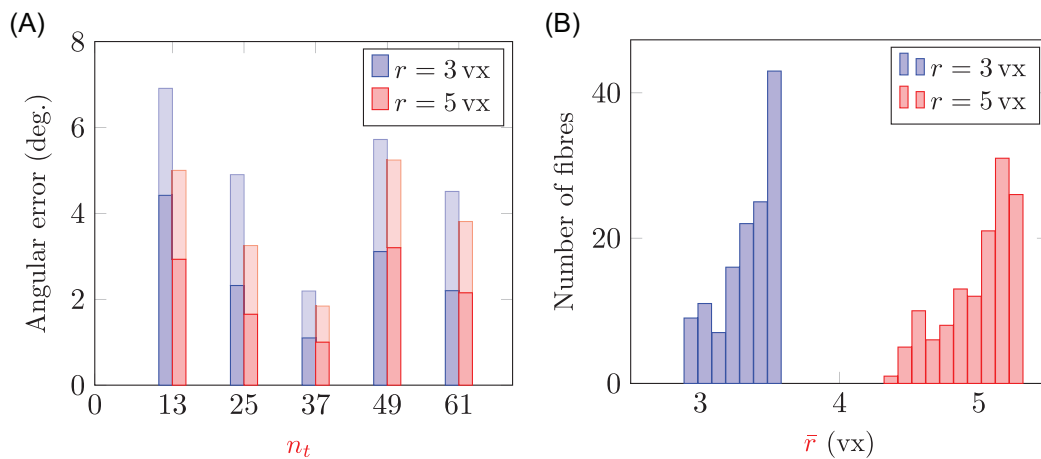 (A)
8
6
4
2
0
Angular error (deg.)
r = 3 vx
r = 5 vx
0 13 25 37 49 61
n_t
(B)
40
20
0
Number of fibres
r = 3 vx
r = 5 vx
3 4 5
r̄ (vx)